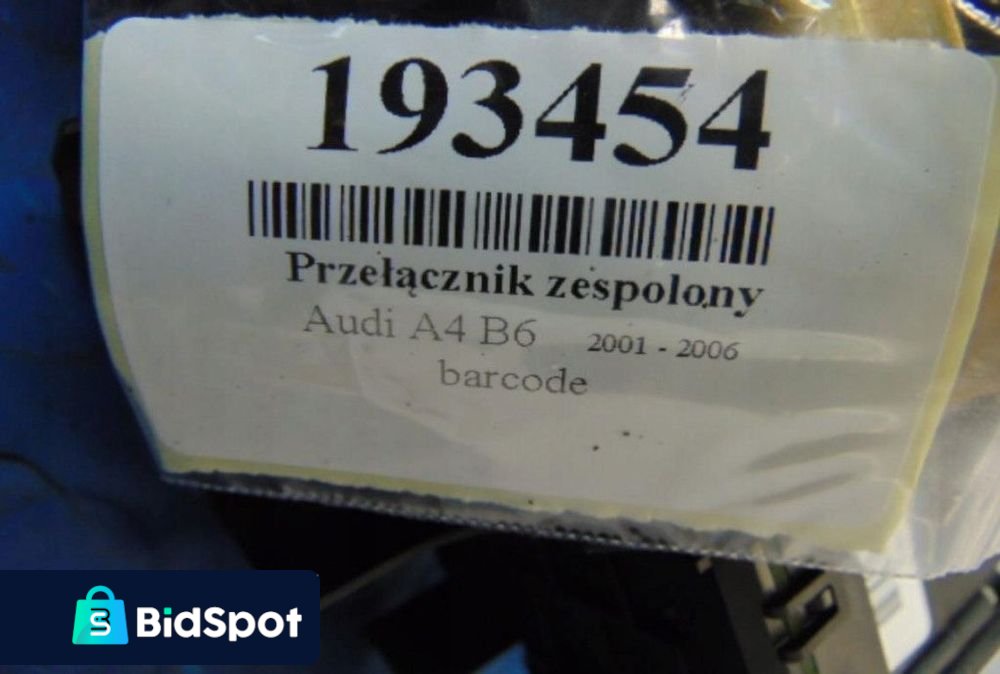 193454
Przełącznik zespolony
Audi A4 B6 2001 - 2006
barcode
BidSpot